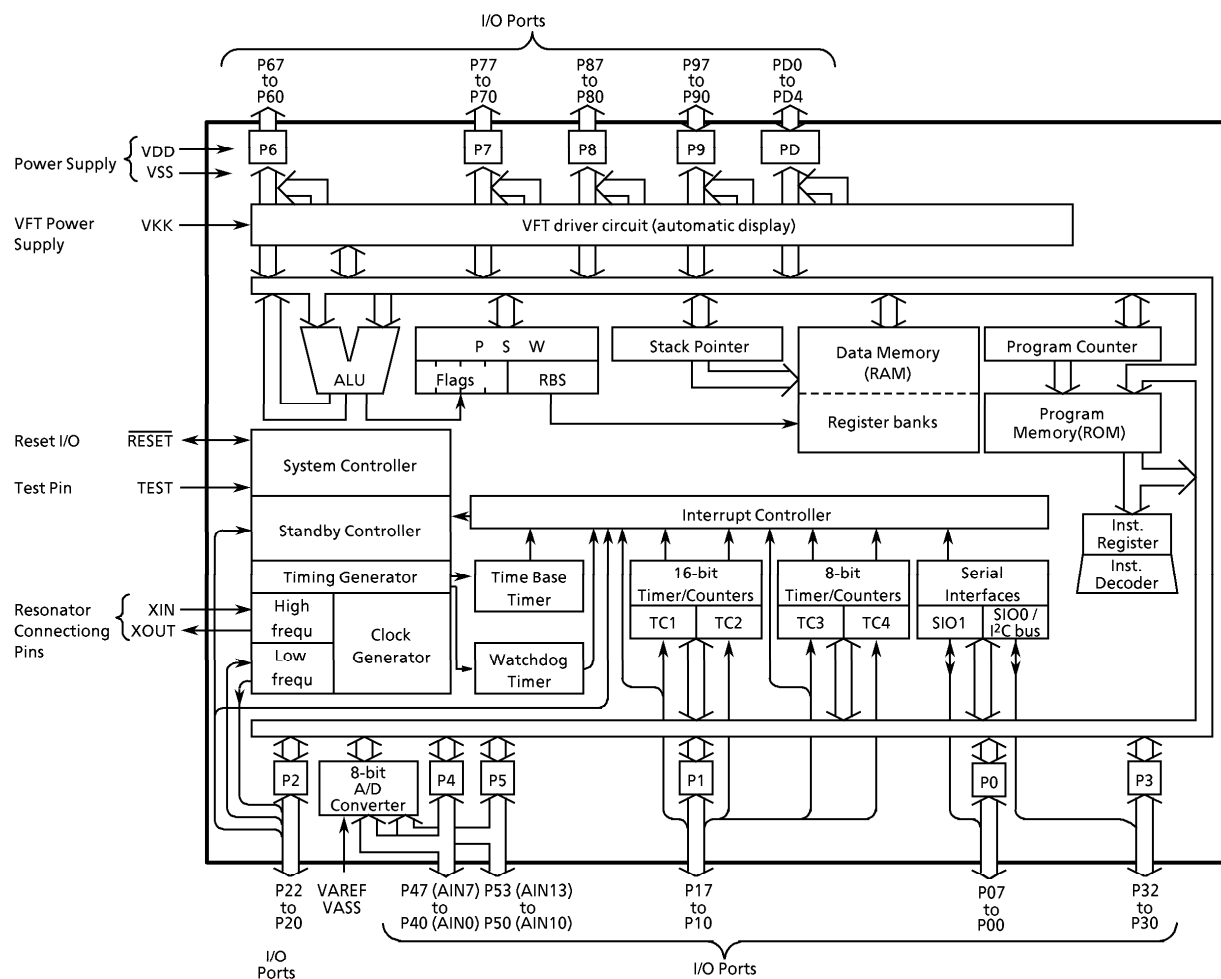 I/O Ports
P67 to P60
P77 to P70
P87 to P80
P97 to P90
PD0 to PD4
Power Supply
VDD
VSS
P6
P7
P8
P9
PD
VFT Power Supply
VKK
VFT driver circuit (automatic display)
ALU
P S W
Flags
RBS
Stack Pointer
Data Memory (RAM)
Register banks
Program Counter
Program Memory(ROM)
Reset I/O
RESET
System Controller
Test Pin
TEST
Standby Controller
Interrupt Controller
Inst. Register
Inst. Decoder
Timing Generator
Time Base Timer
16-bit Timer/Counters
TC1
TC2
8-bit Timer/Counters
TC3
TC4
Serial Interfaces
SIO1
SIO0 / I²C bus
Resonator Connectiong Pins
XIN
XOUT
High frequ
Low frequ
Clock Generator
Watchdog Timer
P2
8-bit A/D Converter
P4
P5
P1
P0
P3
P22 to P20
VAREF
VASS
P47 (AIN7) to P40 (AIN0)
P53 (AIN13) to P50 (AIN10)
P17 to P10
P07 to P00
P32 to P30
I/O Ports
I/O Ports